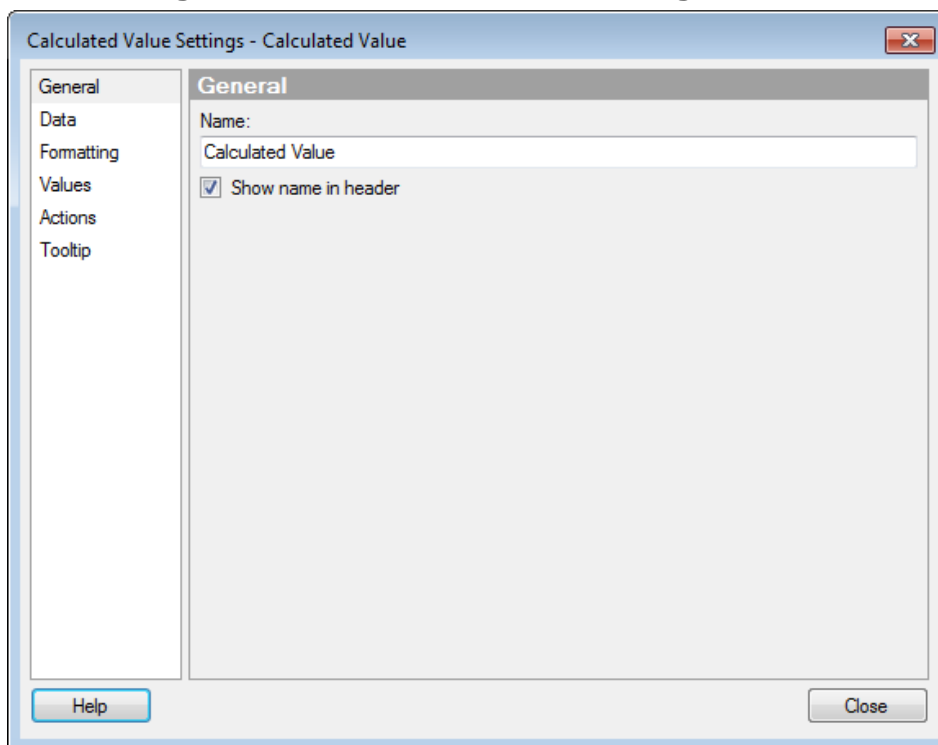 Calculated Value Settings - Calculated Value
General
Data
Formatting
Values
Actions
Tooltip
General
Name:
Calculated Value
Show name in header
Help
Close